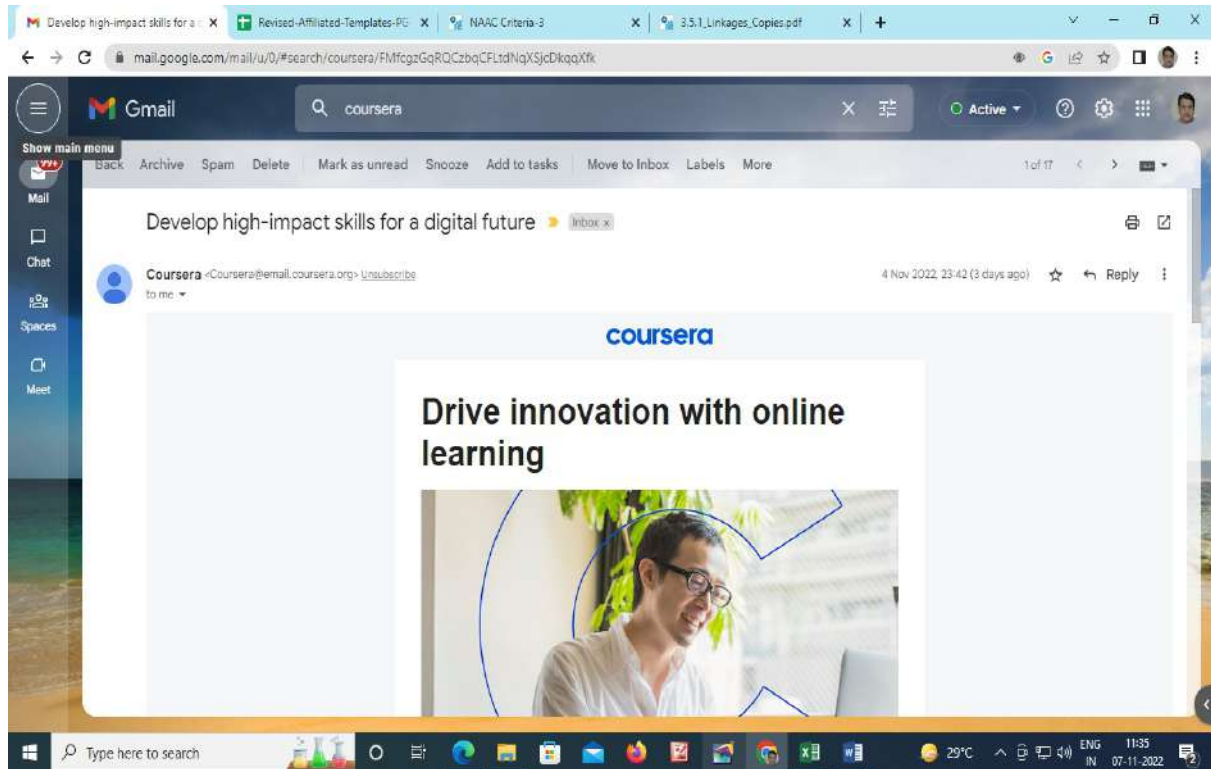 Develop high-impact skills for a
Revised-Affiliated-Templates-PG-
NAAC Criteria-3
3.5.1_Linkages_Copies.pdf
mail.google.com/mail/u/0/#search/coursera/FMfcgzGqRQCzbqCFLtdNqXSjcDkqqXfk
Gmail
coursera
Active
Show main menu
99+
Back Archive Spam Delete Mark as unread Snooze Add to tasks Move to Inbox Labels More
1 of 17
Mail
Develop high-impact skills for a digital future Inbox x
Chat
Coursera <Coursera@email.coursera.org> Unsubscribe
4 Nov 2022, 23:42 (3 days ago) Reply
to me
Spaces
coursera
Meet
Drive innovation with online
learning
Type here to search
29°C
ENG
IN
11:35
07-11-2022
2